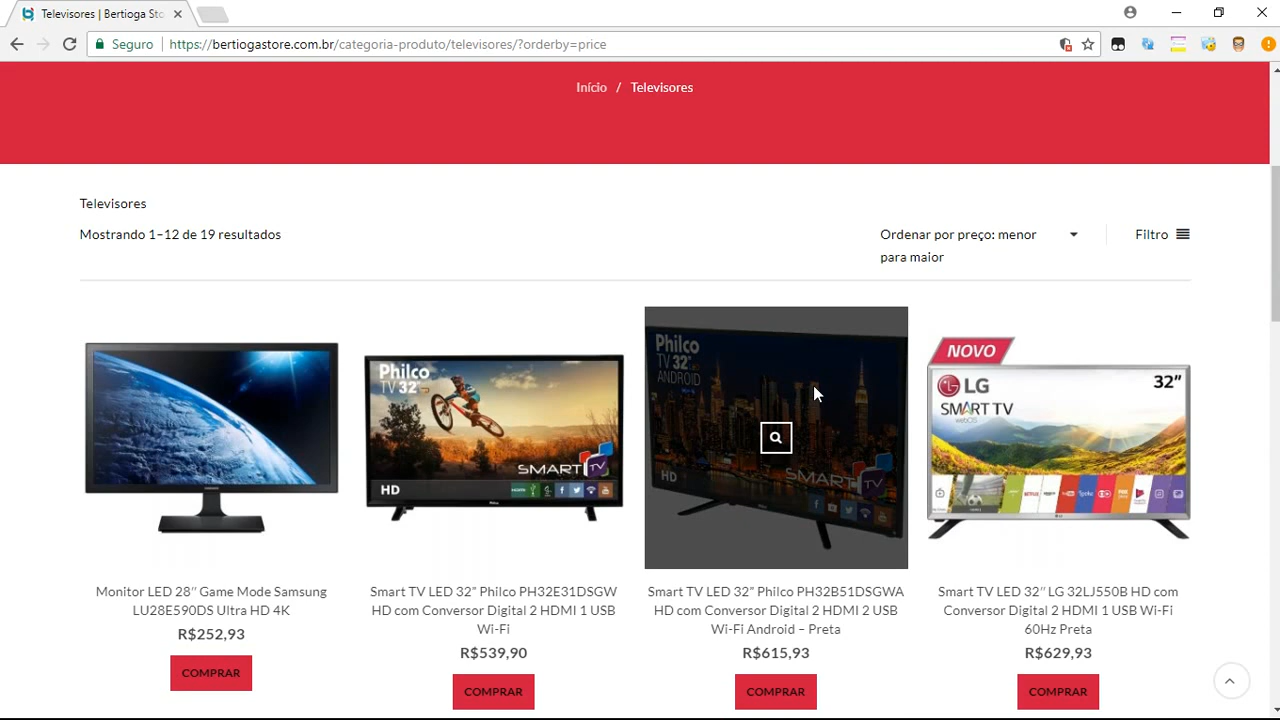 Televisores | Bertioga Sto
Seguro
https://bertiogastore.com.br/categoria-produto/televisores/?orderby=price
Início / Televisores
Televisores
Mostrando 1–12 de 19 resultados
Ordenar por preço: menor
para maior
Filtro
Philco
TV 32"
SMART TV
HD
Philco
TV 32"
ANDROID
SMART TV
HD
NOVO
LG
SMART TV
webOS
32”
Monitor LED 28″ Game Mode Samsung
LU28E590DS Ultra HD 4K
R$252,93
COMPRAR
Smart TV LED 32” Philco PH32E31DSGW
HD com Conversor Digital 2 HDMI 1 USB
Wi-Fi
R$539,90
COMPRAR
Smart TV LED 32” Philco PH32B51DSGWA
HD com Conversor Digital 2 HDMI 2 USB
Wi-Fi Android – Preta
R$615,93
COMPRAR
Smart TV LED 32″ LG 32LJ550B HD com
Conversor Digital 2 HDMI 1 USB Wi-Fi
60Hz Preta
R$629,93
COMPRAR